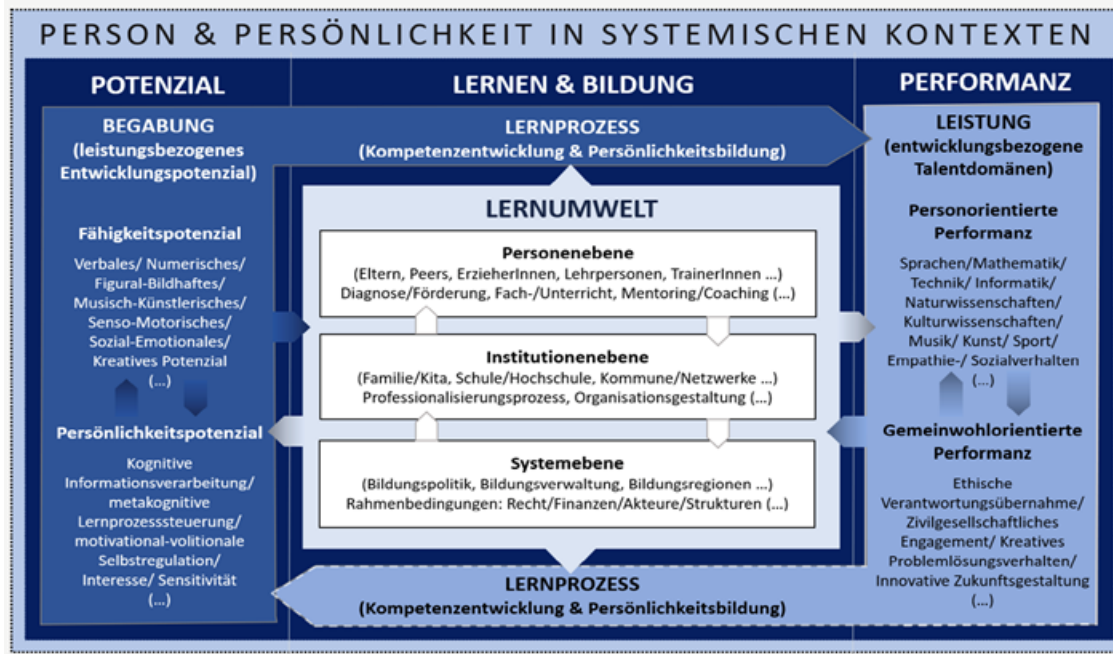 PERSON & PERSÖNLICHKEIT IN SYSTEMISCHEN KONTEXTEN
POTENZIAL
BEGABUNG
(leistungsbezogenes
Entwicklungspotenzial)
Fähigkeitspotenzial
Verbales/ Numerisches/
Figural-Bildhaftes/
Musisch-Künstlerisches/
Senso-Motorisches/
Sozial-Emotionales/
Kreatives Potenzial
(...)
Persönlichkeitspotenzial
Kognitive
Informationsverarbeitung/
metakognitive
Lernprozesssteuerung/
motivational-volitionale
Selbstregulation/
Interesse/ Sensitivität
(...)
LERNEN & BILDUNG
LERNPROZESS
(Kompetenzentwicklung & Persönlichkeitsbildung)
LERNUMWELT
Personenebene
(Eltern, Peers, ErzieherInnen, Lehrpersonen, TrainerInnen ...)
Diagnose/Förderung, Fach-/Unterricht, Mentoring/Coaching (...)
Institutionenebene
(Familie/Kita, Schule/Hochschule, Kommune/Netzwerke ...)
Professionalisierungsprozess, Organisationsgestaltung (...)
Systemebene
(Bildungspolitik, Bildungsverwaltung, Bildungsregionen ...)
Rahmenbedingungen: Recht/Finanzen/Akteure/Strukturen (...)
LERNPROZESS
(Kompetenzentwicklung & Persönlichkeitsbildung)
PERFORMANZ
LEISTUNG
(entwicklungsbezogene
Talentdomänen)
Personorientierte
Performanz
Sprachen/Mathematik/
Technik/ Informatik/
Naturwissenschaften/
Kulturwissenschaften/
Musik/ Kunst/ Sport/
Empathie-/ Sozialverhalten
(...)
Gemeinwohlorientierte
Performanz
Ethische
Verantwortungsübernahme/
Zivilgesellschaftliches
Engagement/ Kreatives
Problemlösungsverhalten/
Innovative Zukunftsgestaltung
(...)